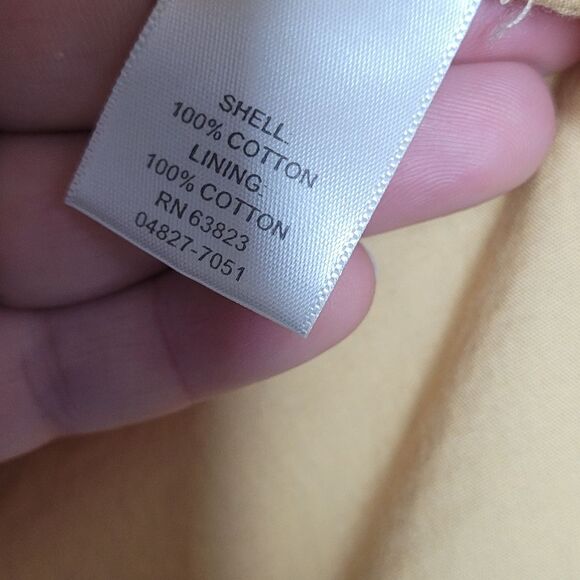 SHELL:
100% COTTON
LINING:
100% COTTON
RN 63823
04827-7051